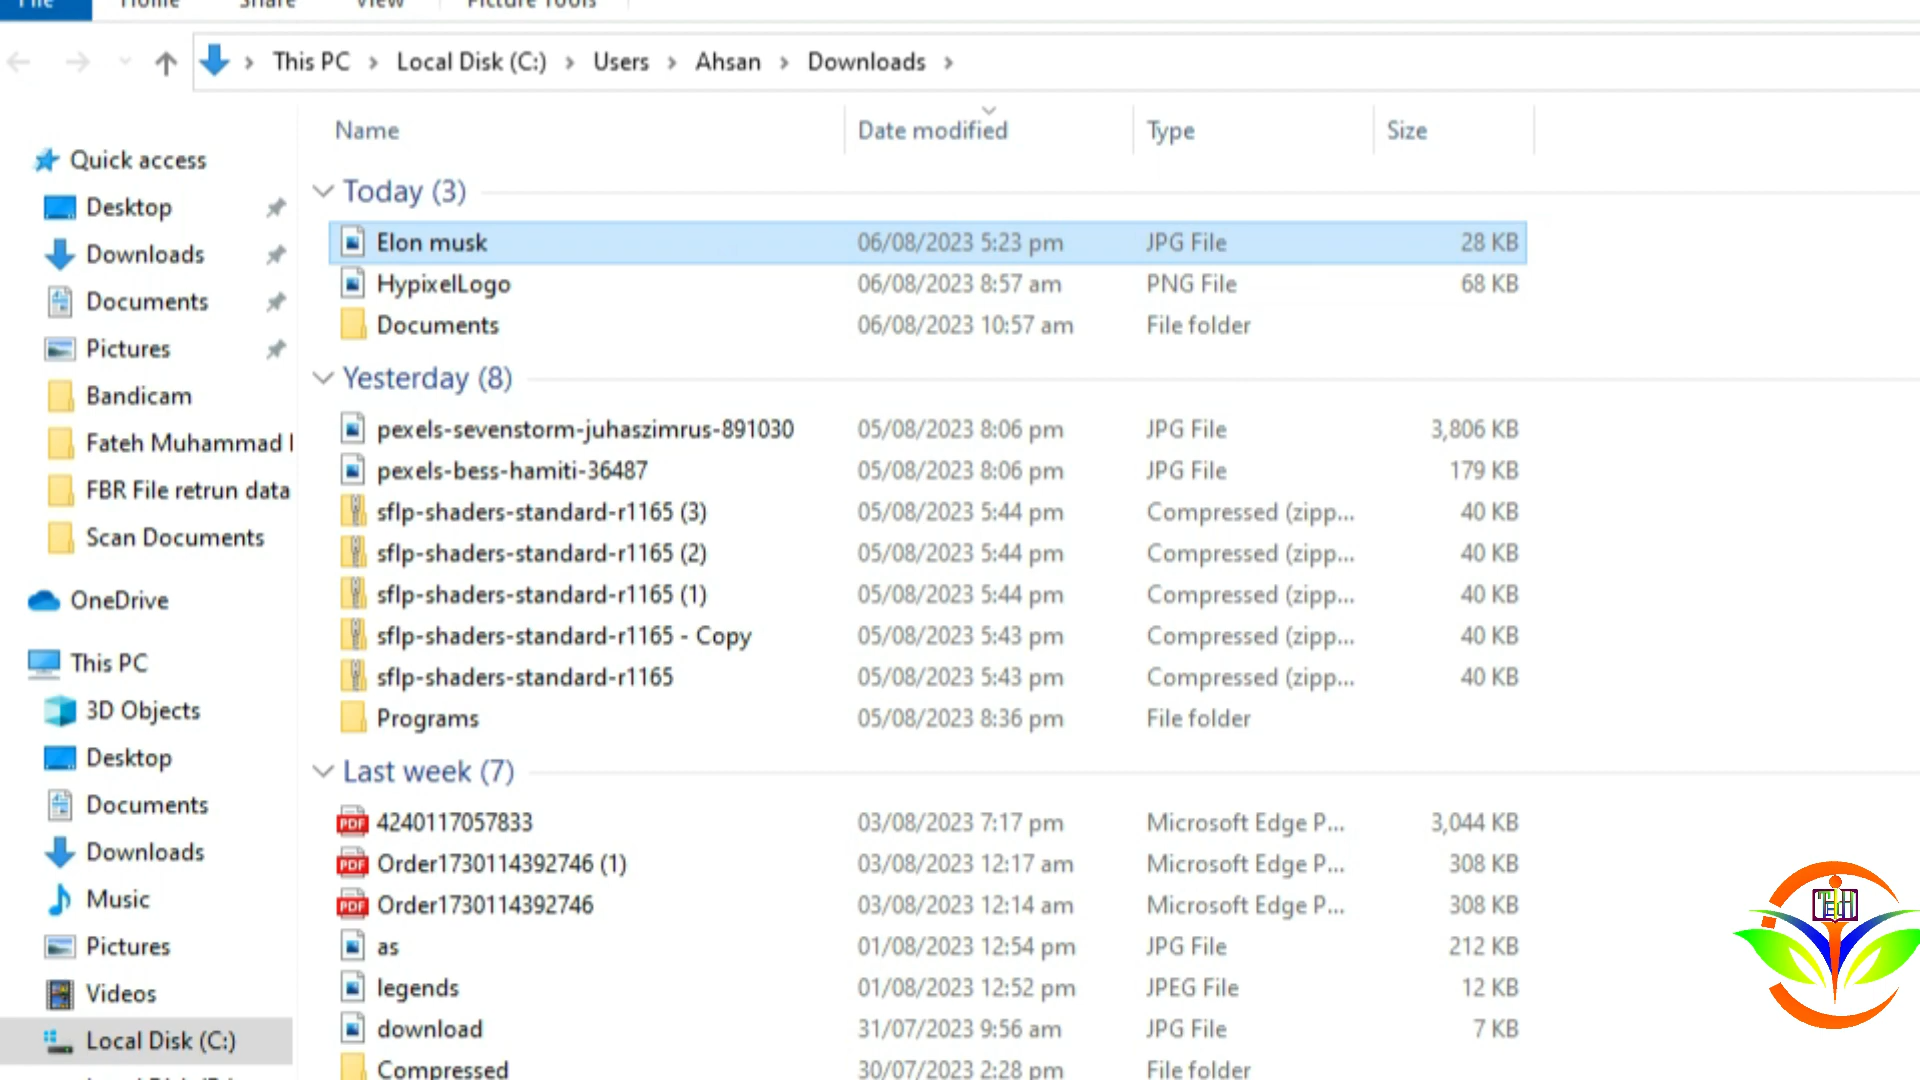 File Home Share View Picture Tools
This PC > Local Disk (C:) > Users > Ahsan > Downloads >
Name Date modified Type Size
Quick access
Desktop
Downloads
Documents
Pictures
Bandicam
Fateh Muhammad
FBR File retrun data
Scan Documents
OneDrive
This PC
3D Objects
Desktop
Documents
Downloads
Music
Pictures
Videos
Local Disk (C:)
Today (3)
Elon musk 06/08/2023 5:23 pm JPG File 28 KB
HypixelLogo 06/08/2023 8:57 am PNG File 68 KB
Documents 06/08/2023 10:57 am File folder
Yesterday (8)
pexels-sevenstorm-juhaszimrus-891030 05/08/2023 8:06 pm JPG File 3,806 KB
pexels-bess-hamiti-36487 05/08/2023 8:06 pm JPG File 179 KB
sflp-shaders-standard-r1165 (3) 05/08/2023 5:44 pm Compressed (zipp... 40 KB
sflp-shaders-standard-r1165 (2) 05/08/2023 5:44 pm Compressed (zipp... 40 KB
sflp-shaders-standard-r1165 (1) 05/08/2023 5:44 pm Compressed (zipp... 40 KB
sflp-shaders-standard-r1165 - Copy 05/08/2023 5:43 pm Compressed (zipp... 40 KB
sflp-shaders-standard-r1165 05/08/2023 5:43 pm Compressed (zipp... 40 KB
Programs 05/08/2023 8:36 pm File folder
Last week (7)
PDF 4240117057833 03/08/2023 7:17 pm Microsoft Edge P... 3,044 KB
PDF Order1730114392746 (1) 03/08/2023 12:17 am Microsoft Edge P... 308 KB
PDF Order1730114392746 03/08/2023 12:14 am Microsoft Edge P... 308 KB
as 01/08/2023 12:54 pm JPG File 212 KB
legends 01/08/2023 12:52 pm JPEG File 12 KB
download 31/07/2023 9:56 am JPG File 7 KB
Compressed 30/07/2023 2:28 pm File folder